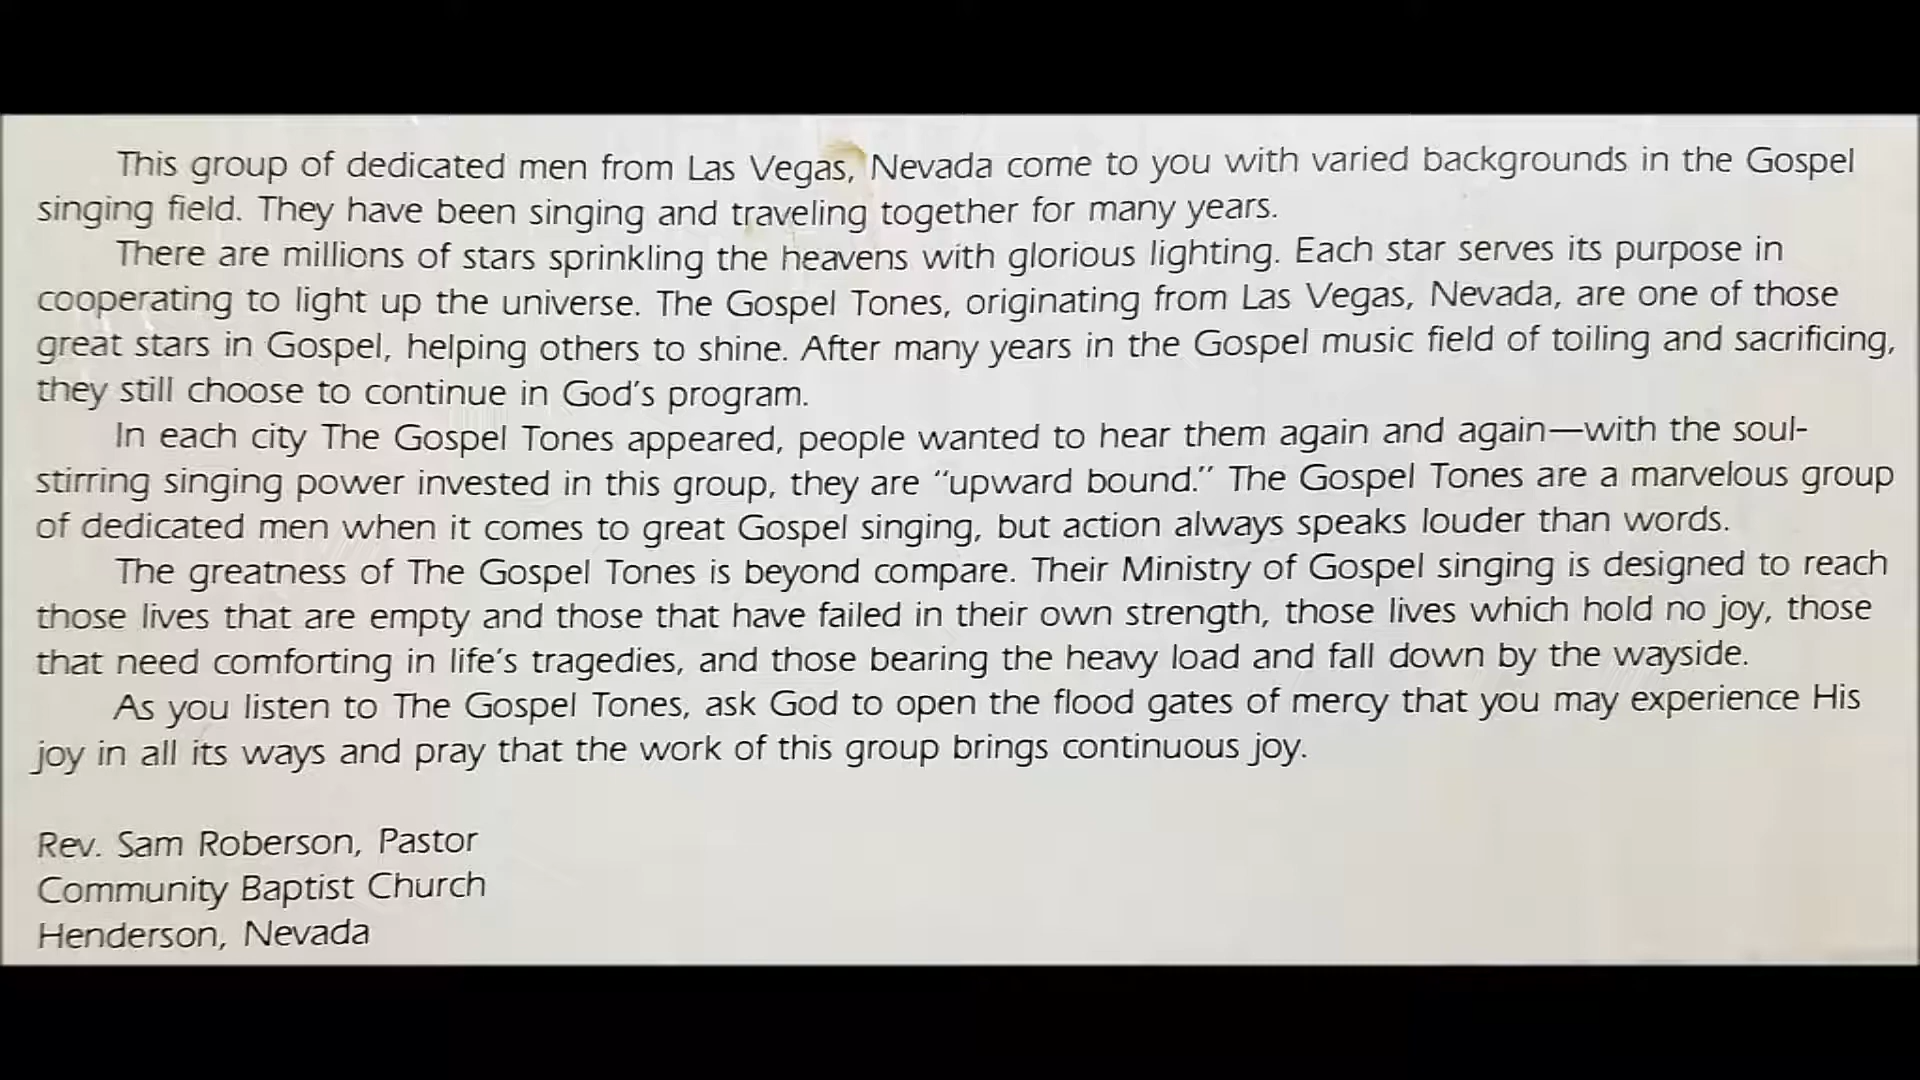 This group of dedicated men from Las Vegas, Nevada come to you with varied backgrounds in the Gospel
singing field. They have been singing and traveling together for many years.
There are millions of stars sprinkling the heavens with glorious lighting. Each star serves its purpose in
cooperating to light up the universe. The Gospel Tones, originating from Las Vegas, Nevada, are one of those
great stars in Gospel, helping others to shine. After many years in the Gospel music field of toiling and sacrificing,
they still choose to continue in God's program.
In each city The Gospel Tones appeared, people wanted to hear them again and again—with the soul-
stirring singing power invested in this group, they are “upward bound.” The Gospel Tones are a marvelous group
of dedicated men when it comes to great Gospel singing, but action always speaks louder than words.
The greatness of The Gospel Tones is beyond compare. Their Ministry of Gospel singing is designed to reach
those lives that are empty and those that have failed in their own strength, those lives which hold no joy, those
that need comforting in life's tragedies, and those bearing the heavy load and fall down by the wayside.
As you listen to The Gospel Tones, ask God to open the flood gates of mercy that you may experience His
joy in all its ways and pray that the work of this group brings continuous joy.
Rev. Sam Roberson, Pastor
Community Baptist Church
Henderson, Nevada